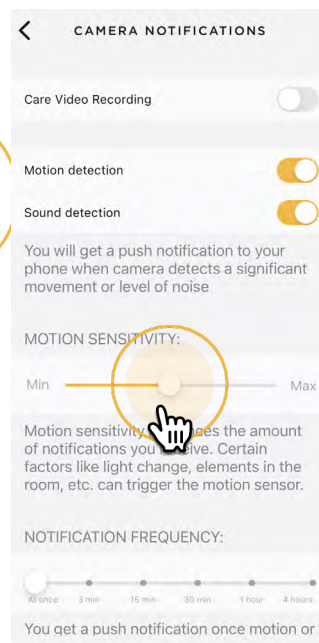 CAMERA NOTIFICATIONS
Care Video Recording
Motion detection
Sound detection
You will get a push notification to your
phone when camera detects a significant
movement or level of noise
MOTION SENSITIVITY:
Min Max
Motion sensitivity the amount
of notifications you Certain
factors like light change, elements in the
room, etc. can trigger the motion sensor.
NOTIFICATION FREQUENCY:
At once 3 min 15 min 30 min 1 hour 4 hours
You get a push notification once motion or